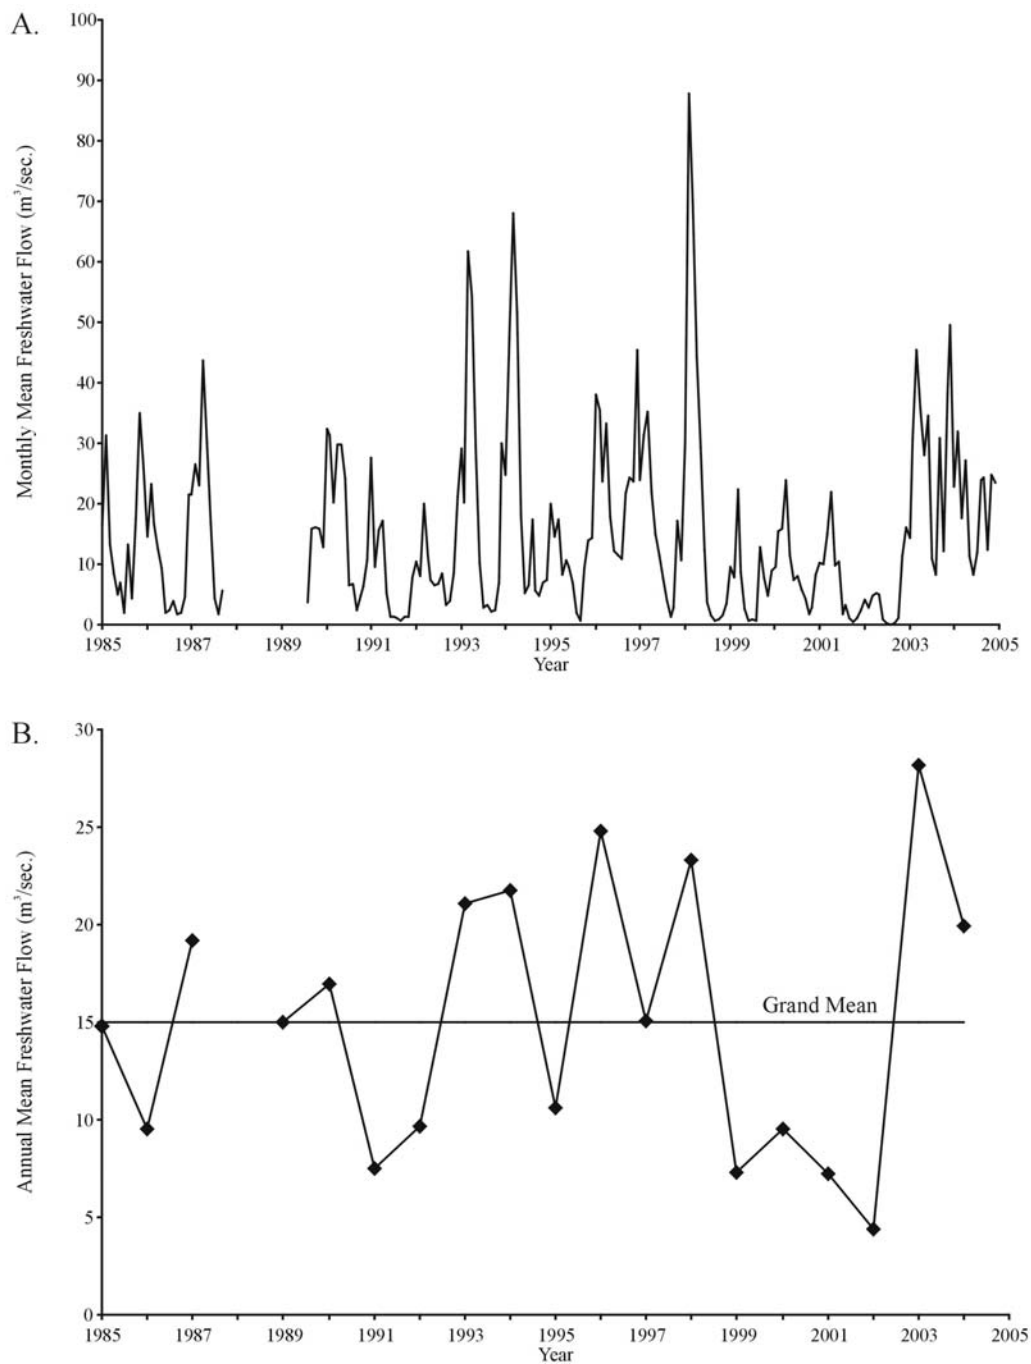 A.
Monthly Mean Freshwater Flow (m³/sec.)
100
90
80
70
60
50
40
30
20
10
0
1985 1987 1989 1991 1993 1995 1997 1999 2001 2003 2005
Year
B.
Annual Mean Freshwater Flow (m³/sec.)
30
25
20
15
10
5
0
Grand Mean
1985 1987 1989 1991 1993 1995 1997 1999 2001 2003 2005
Year